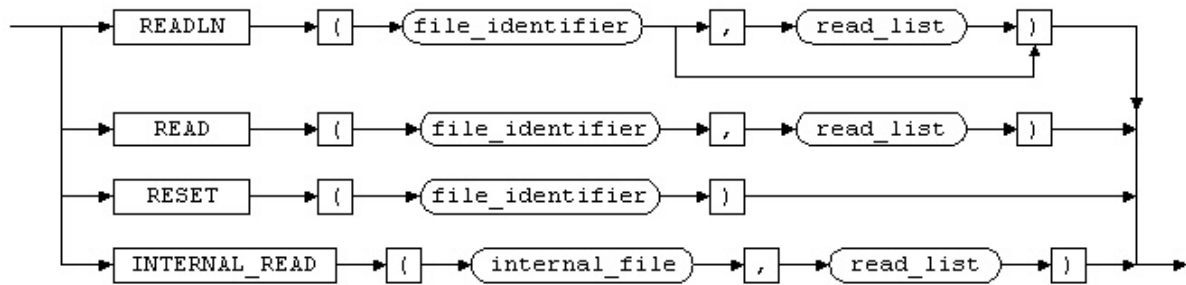 READLN ( file_identifier , read_list )
READ ( file_identifier , read_list )
RESET ( file_identifier )
INTERNAL_READ ( internal_file , read_list )